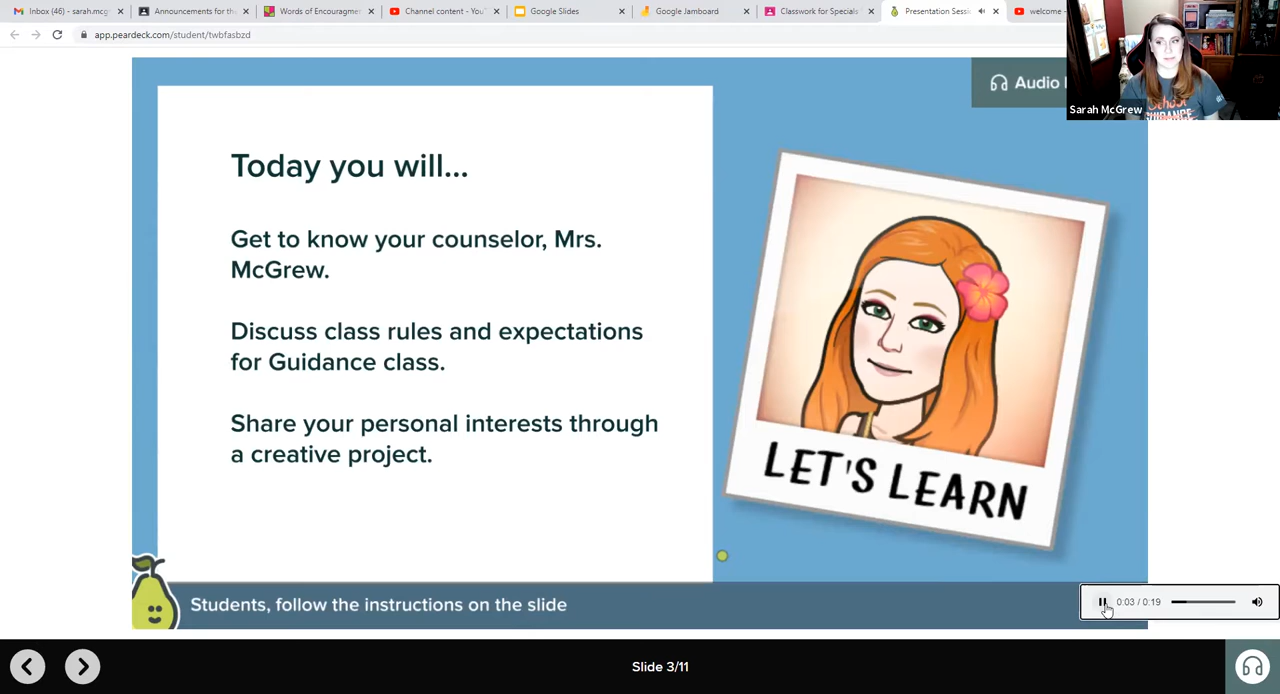 Inbox (46) - sarah.mcg
Announcements for the
Words of Encouragme
Channel content - You
Google Slides
Google Jamboard
Classwork for Specials
Presentation Sessi
welcome -
app.peardeck.com/student/twbfasbzd
Audio
Sarah McGrew
Today you will...
Get to know your counselor, Mrs.
McGrew.
Discuss class rules and expectations
for Guidance class.
Share your personal interests through
a creative project.
LET'S LEARN
Students, follow the instructions on the slide
0:03 / 0:19
Slide 3/11